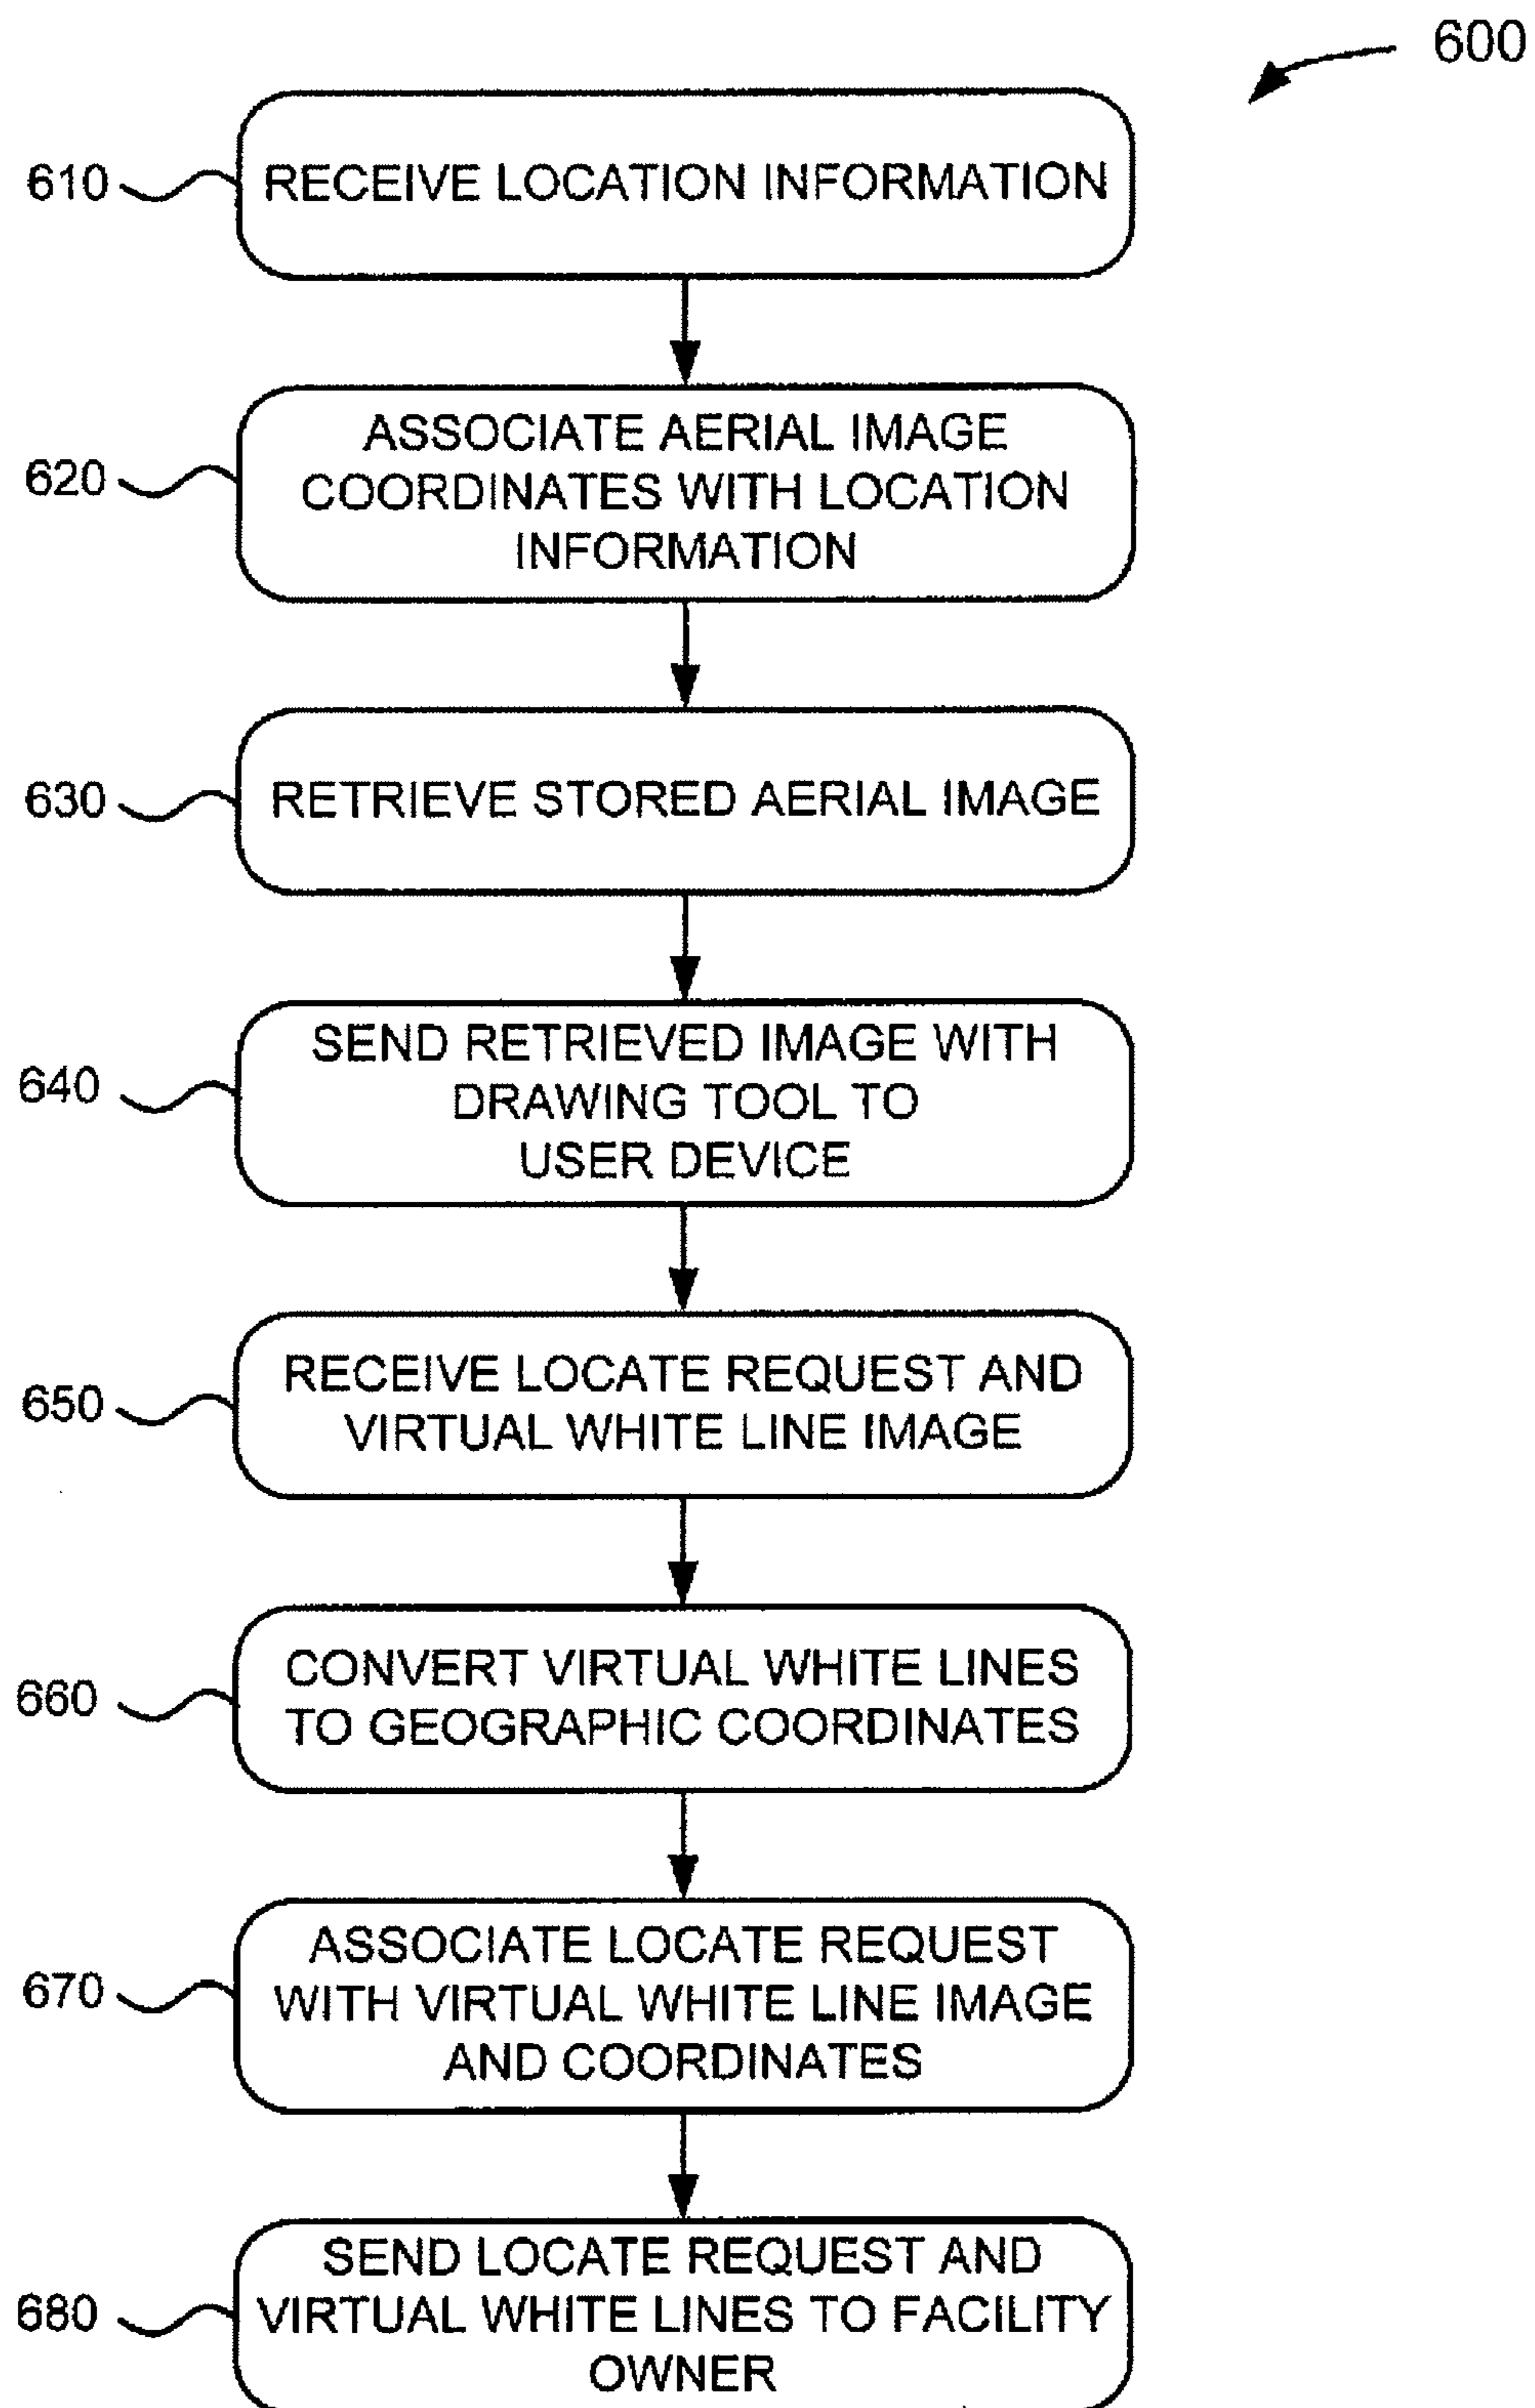 600
610
RECEIVE LOCATION INFORMATION
620
ASSOCIATE AERIAL IMAGE
COORDINATES WITH LOCATION
INFORMATION
630
RETRIEVE STORED AERIAL IMAGE
640
SEND RETRIEVED IMAGE WITH
DRAWING TOOL TO
USER DEVICE
650
RECEIVE LOCATE REQUEST AND
VIRTUAL WHITE LINE IMAGE
660
CONVERT VIRTUAL WHITE LINES
TO GEOGRAPHIC COORDINATES
670
ASSOCIATE LOCATE REQUEST
WITH VIRTUAL WHITE LINE IMAGE
AND COORDINATES
680
SEND LOCATE REQUEST AND
VIRTUAL WHITE LINES TO FACILITY
OWNER